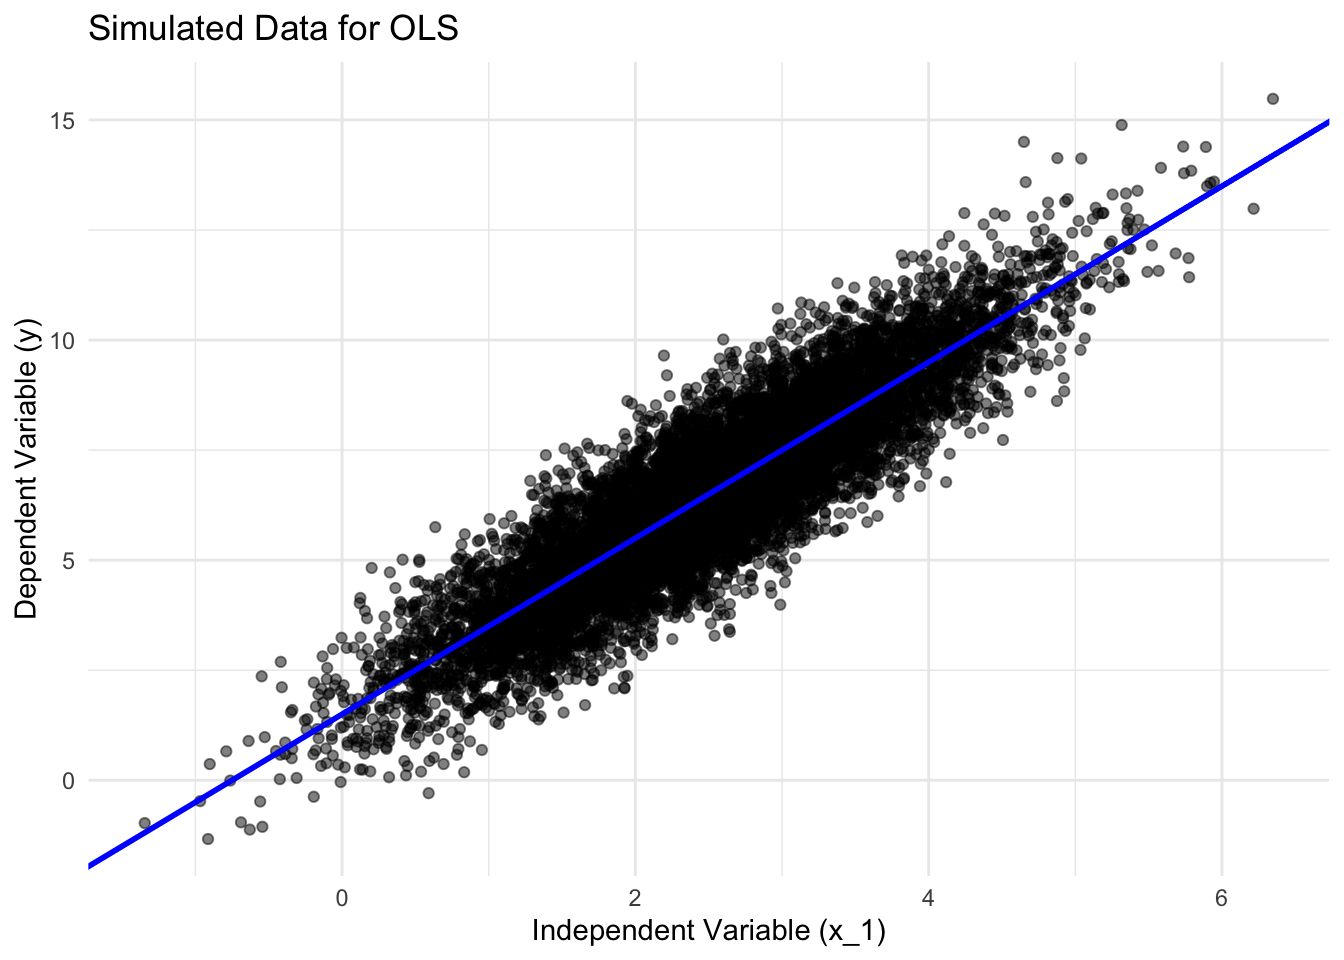 Simulated Data for OLS
15
10
5
0
Dependent Variable (y)
0 2 4 6
Independent Variable (x_1)